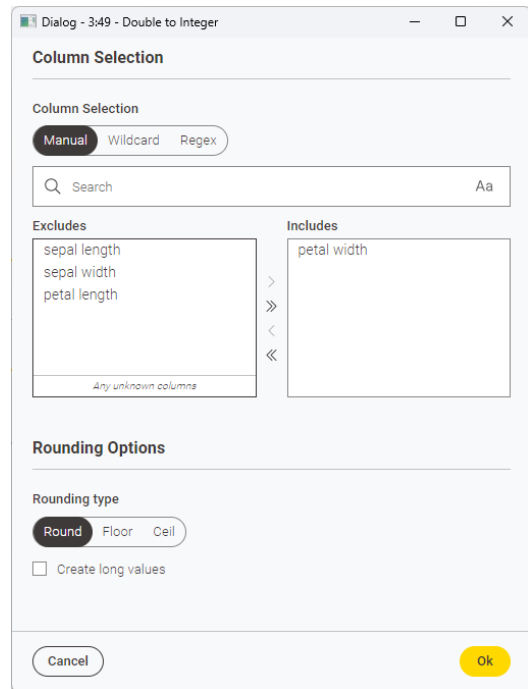 Dialog - 3:49 - Double to Integer
Column Selection
Column Selection
Manual Wildcard Regex
Search Aa
Excludes Includes
sepal length petal width
sepal width
petal length
Any unknown columns
Rounding Options
Rounding type
Round Floor Ceil
Create long values
Cancel Ok